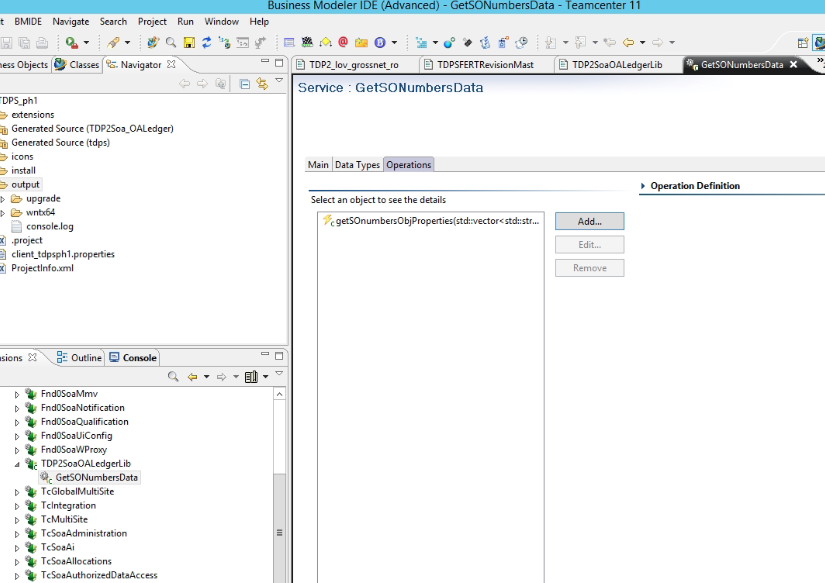 Business Modeler IDE (Advanced) - GetSONumbersData - Teamcenter 11
BMIDE Navigate Search Project Run Window Help
ness Objects Classes Navigator
TDP2_lov_grossnet_ro TDPSFERTRevisionMast TDP2SoaOALedgerLib GetSONumbersData
TDPS_ph1
extensions
Generated Source (TDP2Soa_OALedger)
Generated Source (tdps)
icons
install
output
upgrade
wntx64
console.log
.project
client_tdpsph1.properties
ProjectInfo.xml
Service : GetSONumbersData
Main Data Types Operations
Select an object to see the details
getSOnumbersObjProperties(std::vector<std::str...
Add...
Edit...
Remove
Operation Definition
nsions Outline Console
Fnd0SoaMmv
Fnd0SoaNotification
Fnd0SoaQualification
Fnd0SoaUiConfig
Fnd0SoaWProxy
TDP2SoaOALedgerLib
GetSONumbersData
TcGlobalMultiSite
TcIntegration
TcMultiSite
TcSoaAdministration
TcSoaAi
TcSoaAllocations
TcSoaAuthorizedDataAccess